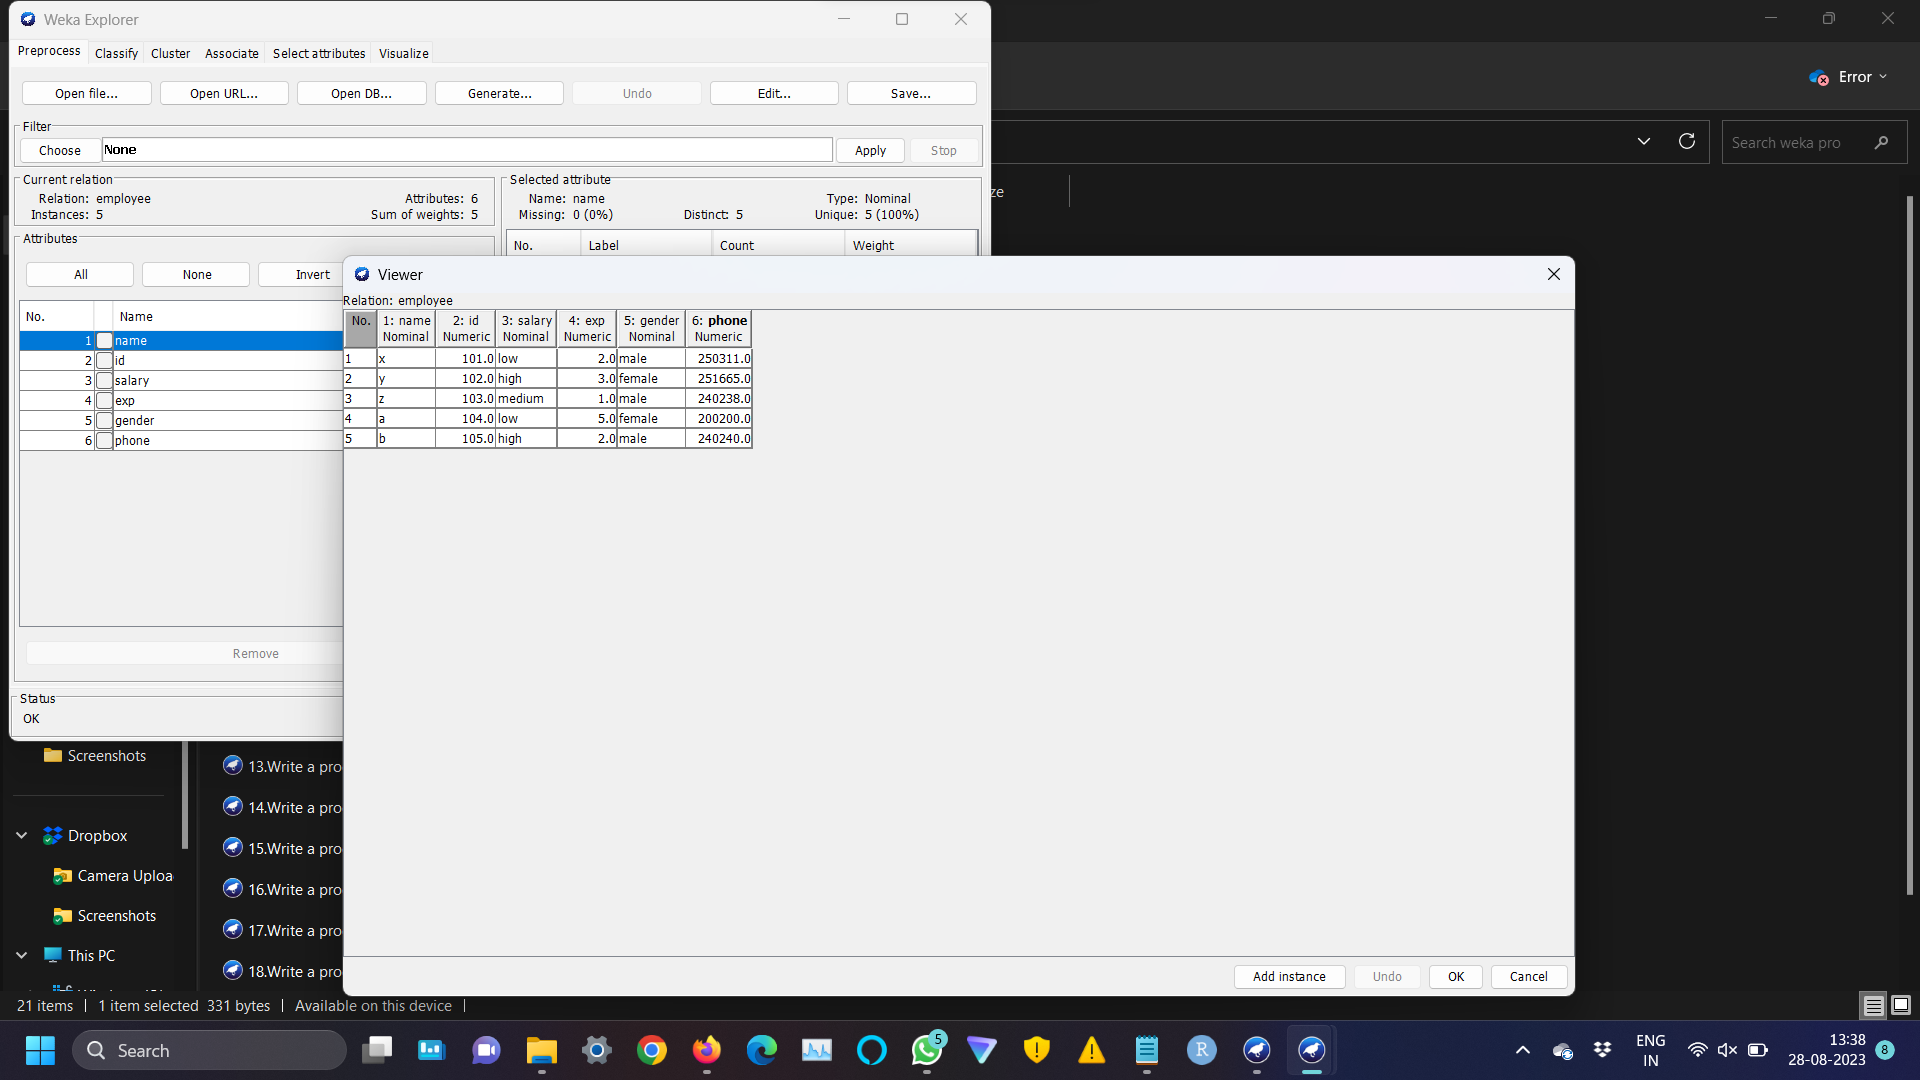 Weka Explorer
Preprocess Classify Cluster Associate Select attributes Visualize
Open file... Open URL... Open DB... Generate... Undo Edit... Save...
Filter
Choose None Apply Stop
Current relation
Relation: employee Attributes: 6
Instances: 5 Sum of weights: 5
Selected attribute
Name: name Type: Nominal
Missing: 0 (0%) Distinct: 5 Unique: 5 (100%)
No. Label Count Weight
Attributes
All None Invert
No. Name
1 name
2 id
3 salary
4 exp
5 gender
6 phone
Remove
Status
OK
Error
Search weka pro
ze
Viewer
Relation: employee
No. 1: name 2: id 3: salary 4: exp 5: gender 6: phone
Nominal Numeric Nominal Numeric Nominal Numeric
1 x 101.0 low 2.0 male 250311.0
2 y 102.0 high 3.0 female 251665.0
3 z 103.0 medium 1.0 male 240238.0
4 a 104.0 low 5.0 female 200200.0
5 b 105.0 high 2.0 male 240240.0
Add instance Undo OK Cancel
Screenshots
Dropbox
Camera Uploa
Screenshots
This PC
13.Write a pro
14.Write a pro
15.Write a pro
16.Write a pro
17.Write a pro
18.Write a pro
21 items 1 item selected 331 bytes Available on this device
Search
5
R
ENG
IN
13:38
28-08-2023
8